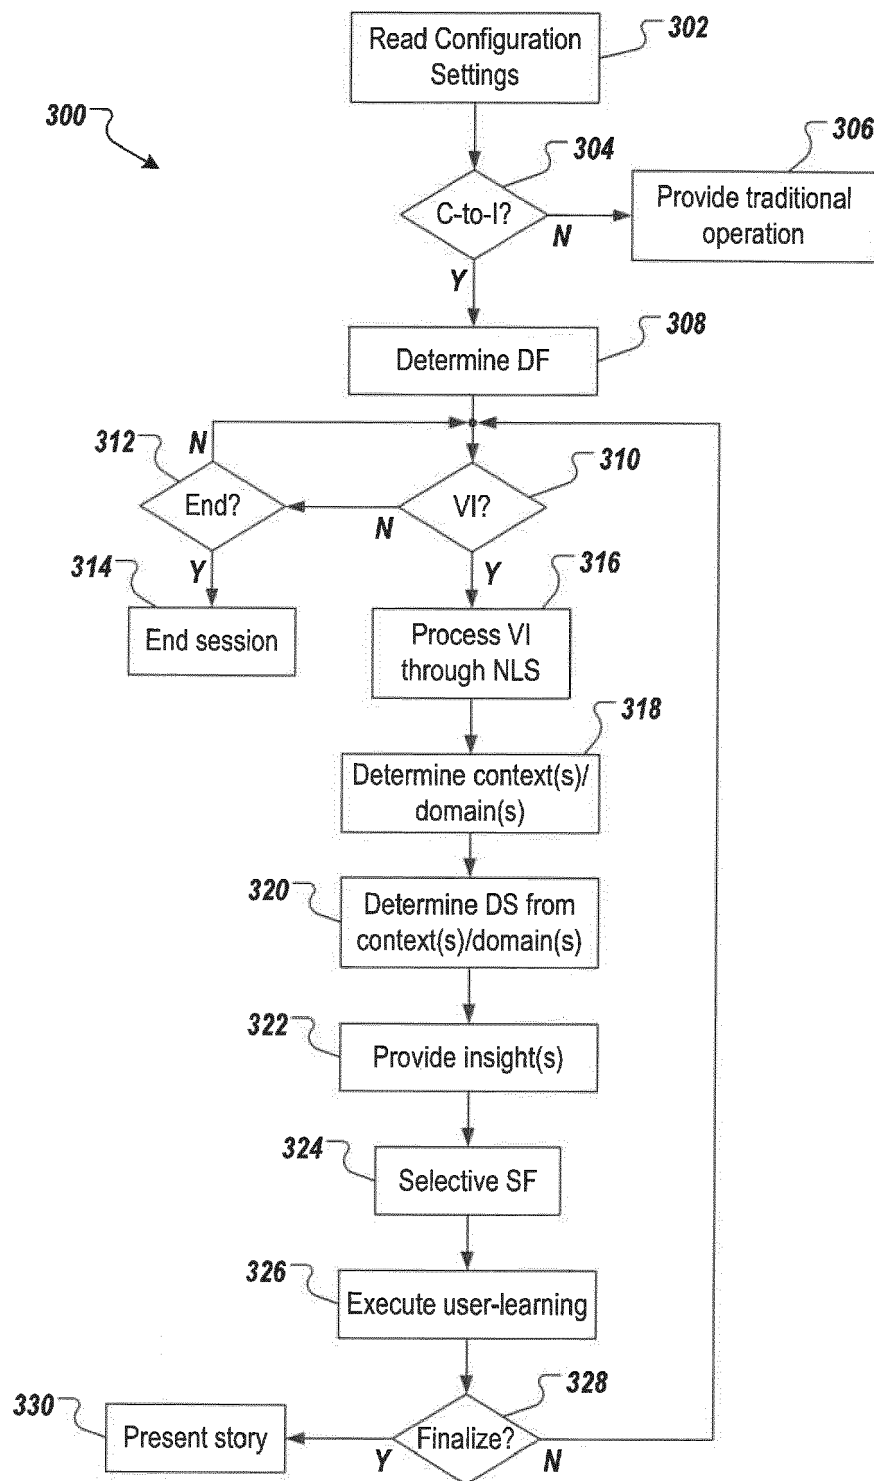 Read Configuration
Settings
302
300
304
306
C-to-I?
N
Provide traditional
operation
Y
308
Determine DF
N
312
310
End?
N
VI?
314
Y
Y
316
End session
Process VI
through NLS
318
Determine context(s)/
domain(s)
320
Determine DS from
context(s)/domain(s)
322
Provide insight(s)
324
Selective SF
326
Execute user-learning
328
330
Present story
Y
Finalize?
N